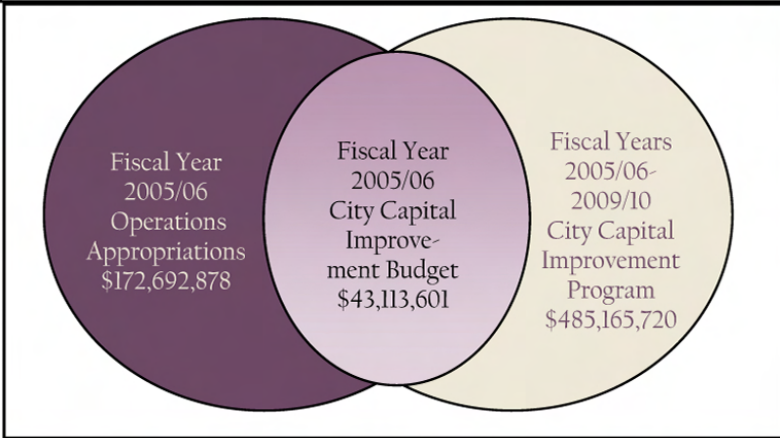 Fiscal Year
2005/06
Operations
Appropriations
$172,692,878
Fiscal Year
2005/06
City Capital
Improve-
ment Budget
$43,113,601
Fiscal Years
2005/06-
2009/10
City Capital
Improvement
Program
$485,165,720